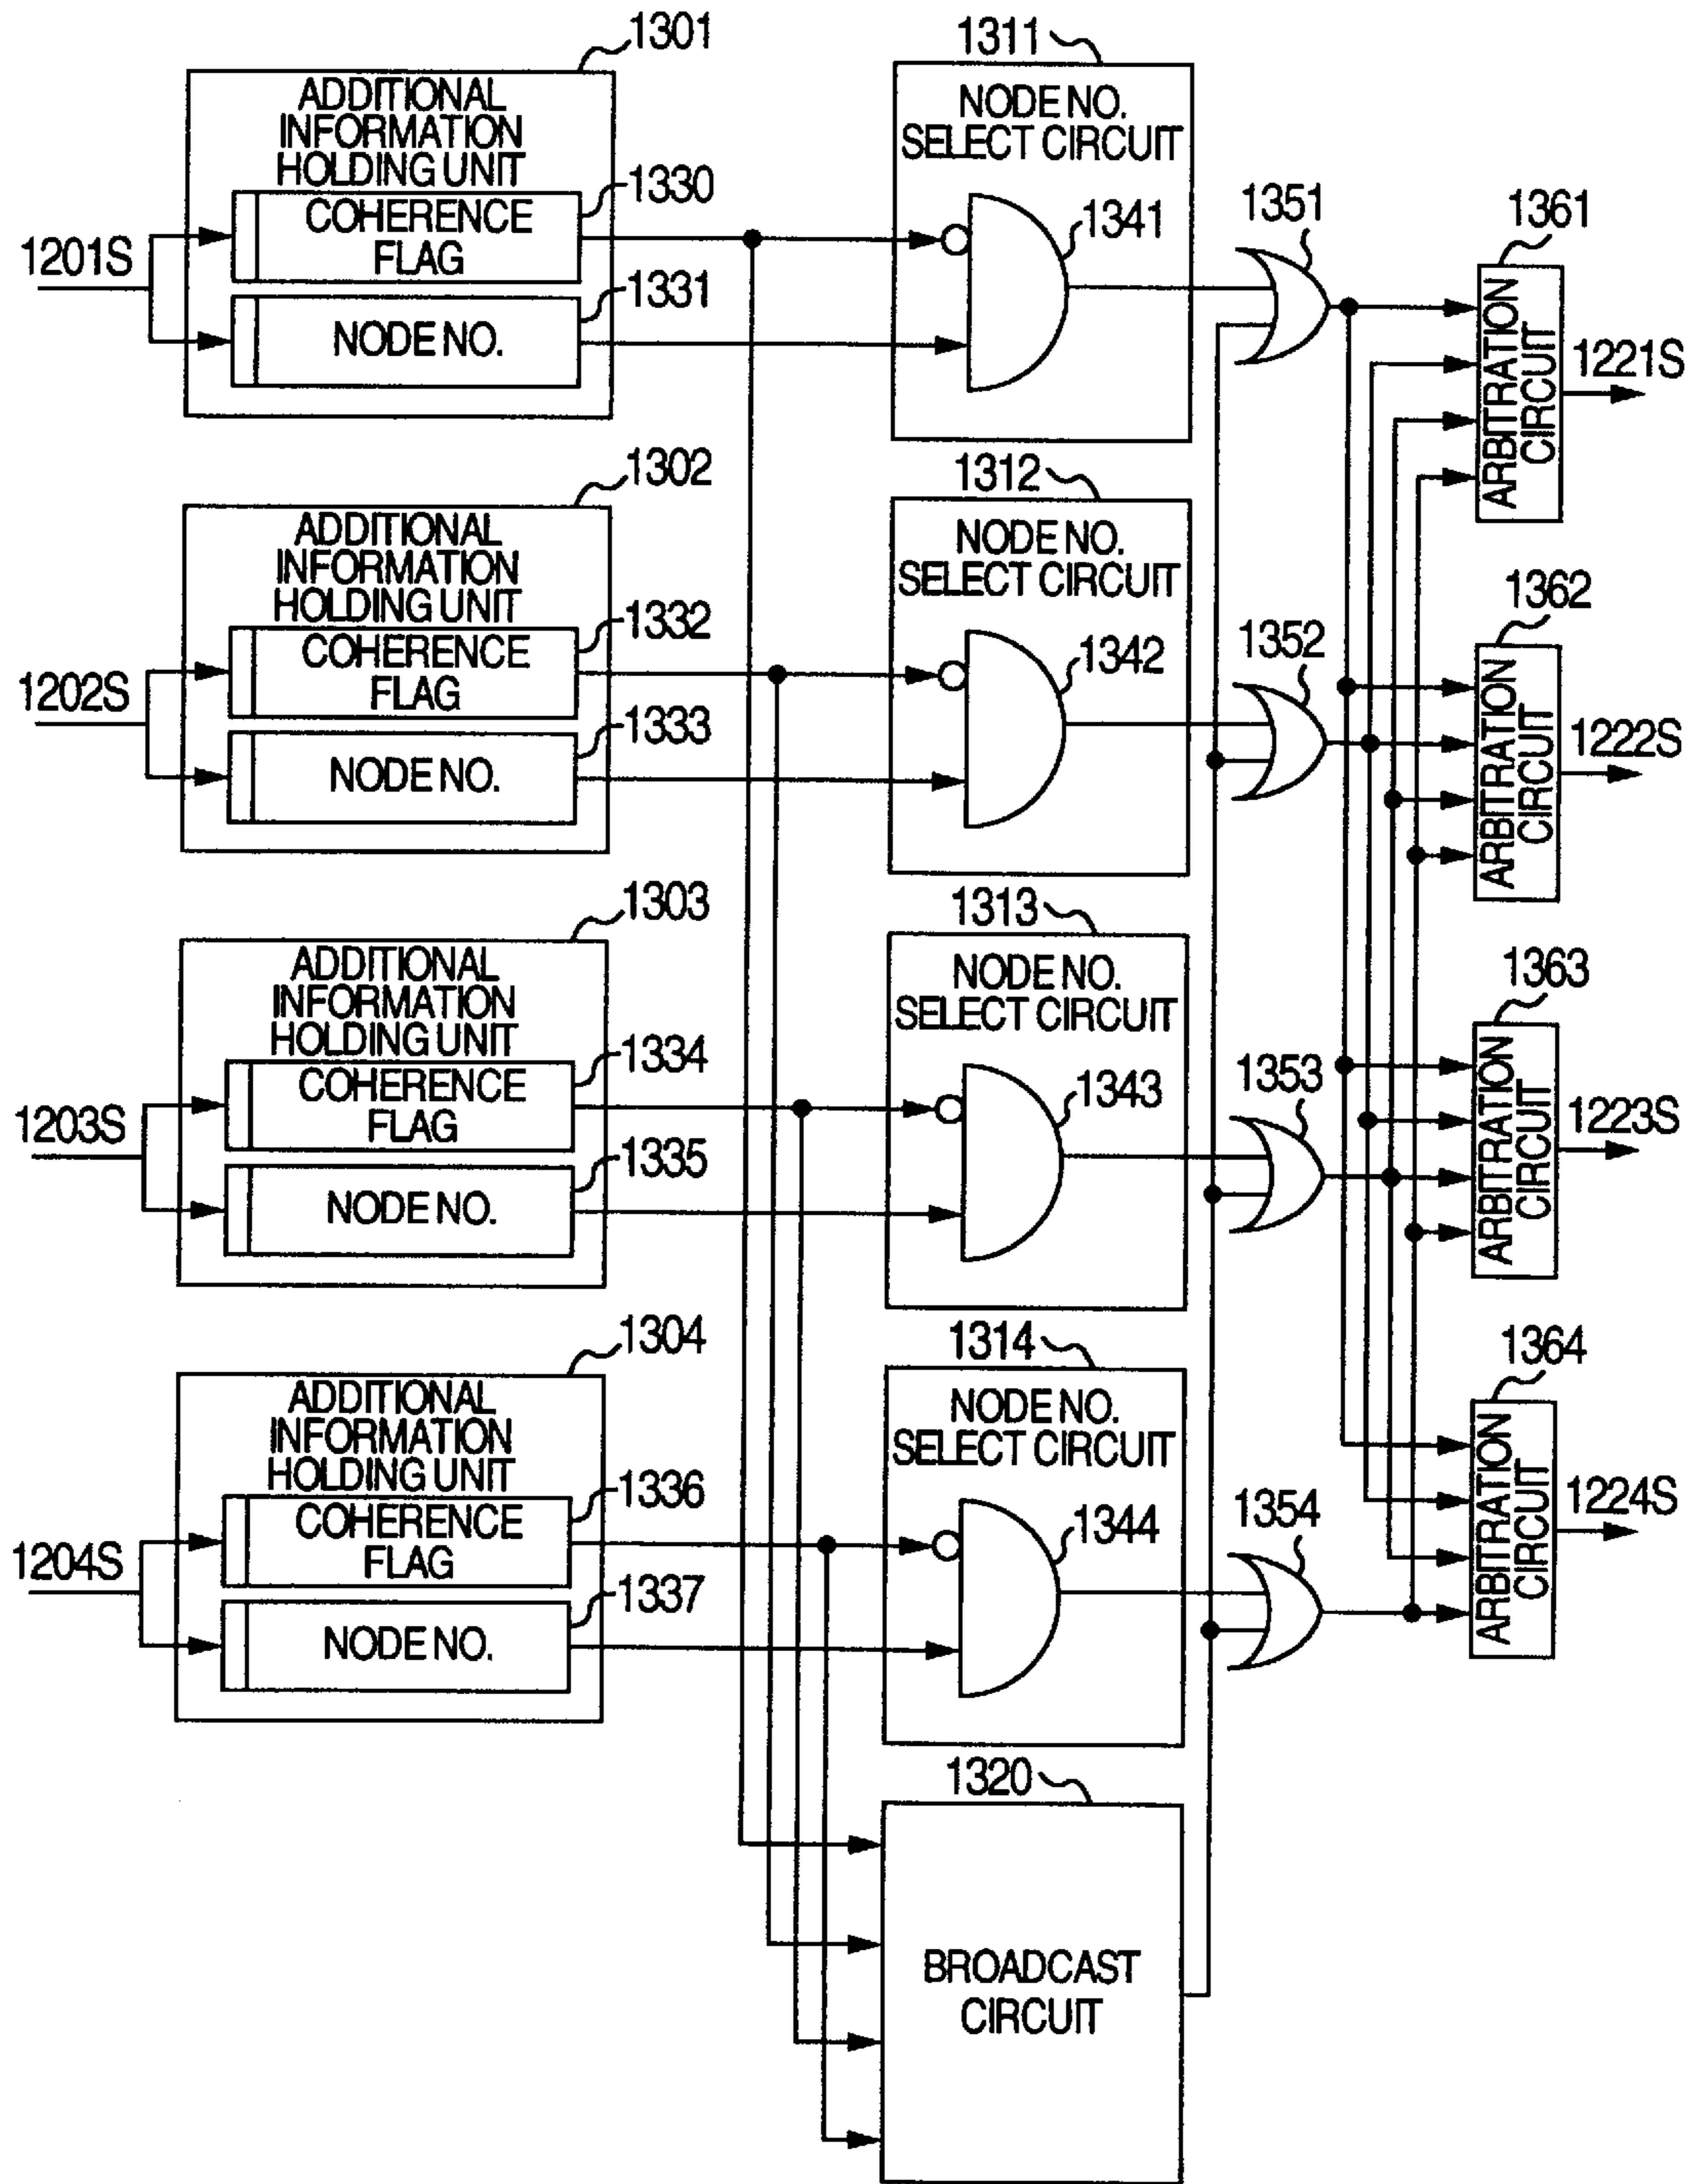 1301
ADDITIONAL
INFORMATION
HOLDING UNIT
1330
COHERENCE
FLAG
1331
NODE NO.
1201S
1311
NODE NO.
SELECT CIRCUIT
1341
1351
1361
ARBITRATION
CIRCUIT
1221S
1302
ADDITIONAL
INFORMATION
HOLDING UNIT
1332
COHERENCE
FLAG
1333
NODE NO.
1202S
1312
NODE NO.
SELECT CIRCUIT
1342
1352
1362
ARBITRATION
CIRCUIT
1222S
1303
ADDITIONAL
INFORMATION
HOLDING UNIT
1334
COHERENCE
FLAG
1335
NODE NO.
1203S
1313
NODE NO.
SELECT CIRCUIT
1343
1353
1363
ARBITRATION
CIRCUIT
1223S
1304
ADDITIONAL
INFORMATION
HOLDING UNIT
1336
COHERENCE
FLAG
1337
NODE NO.
1204S
1314
NODE NO.
SELECT CIRCUIT
1344
1354
1364
ARBITRATION
CIRCUIT
1224S
1320
BROADCAST
CIRCUIT